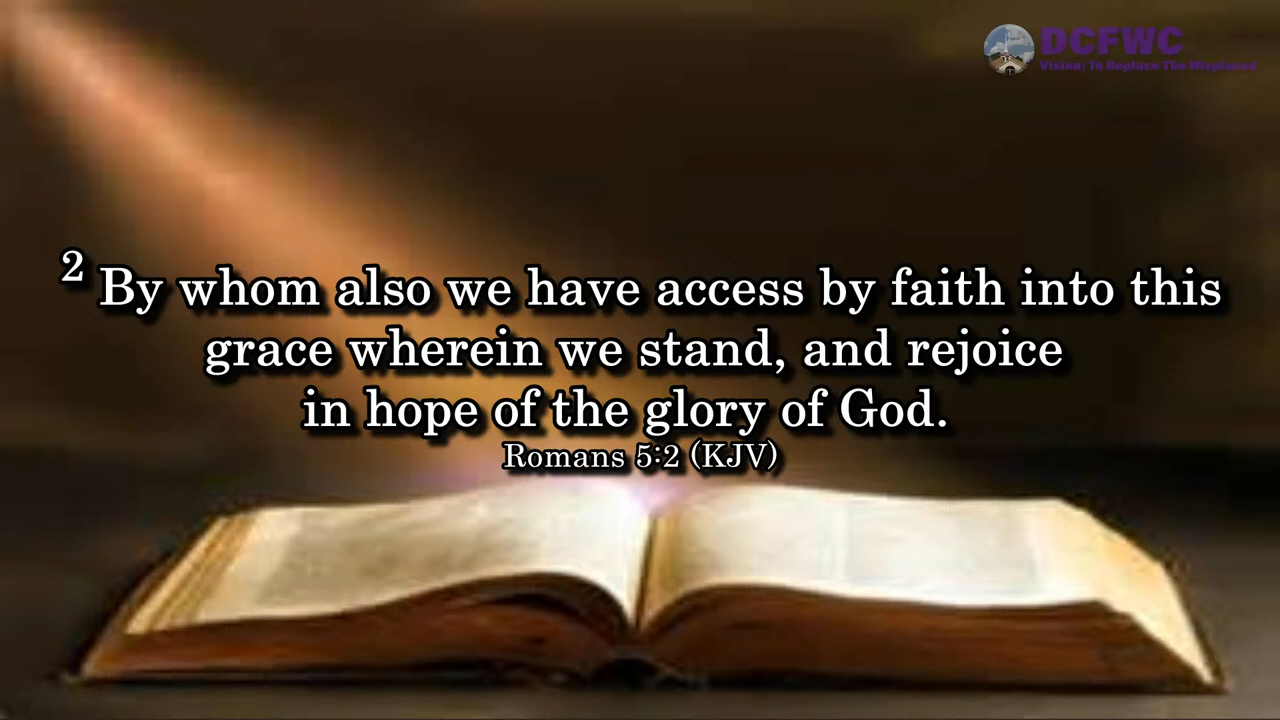 DCFWC
Vision: To Replace The Misplaced
2 By whom also we have access by faith into this
grace wherein we stand, and rejoice
in hope of the glory of God.
Romans 5:2 (KJV)